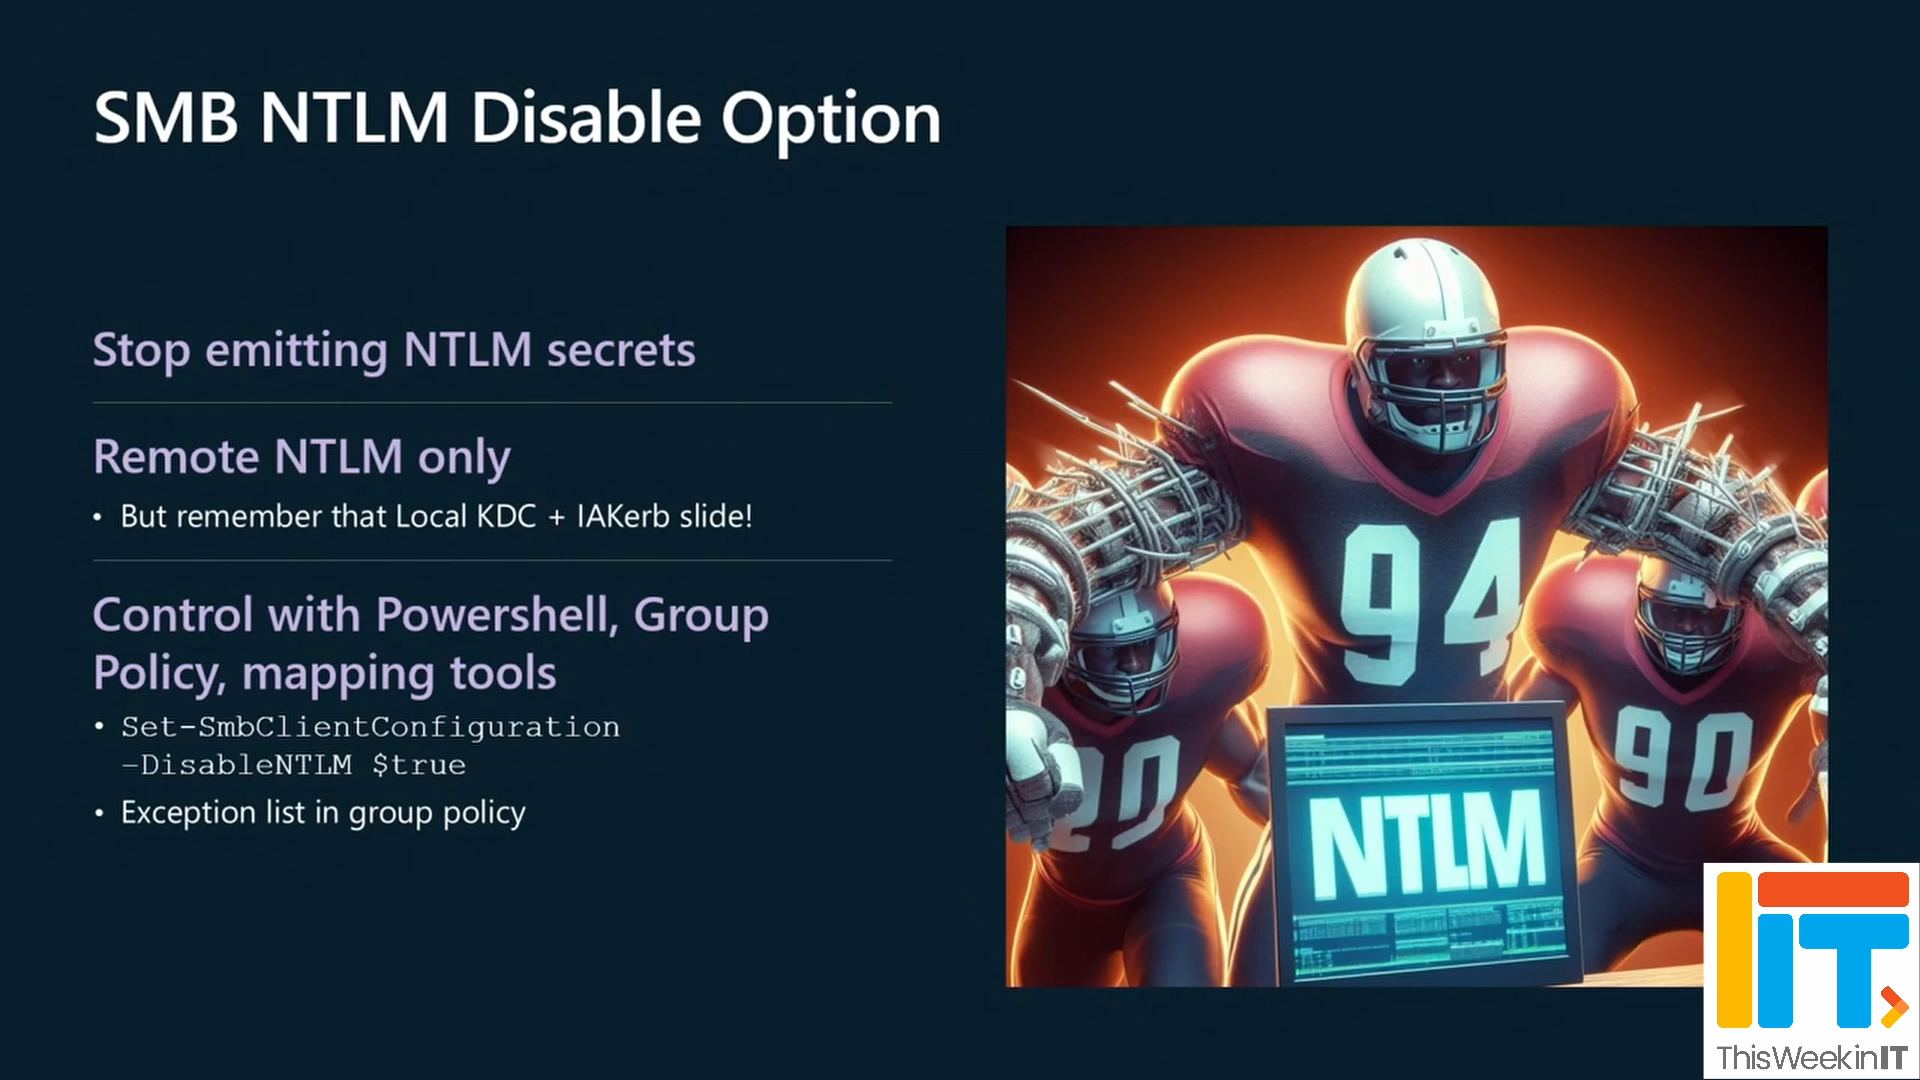 SMB NTLM Disable Option
Stop emitting NTLM secrets
Remote NTLM only
• But remember that Local KDC + IAKerb slide!
Control with Powershell, Group
Policy, mapping tools
• Set-SmbClientConfiguration
–DisableNTLM $true
• Exception list in group policy
94
90
NTLM
IT
ThisWeekinIT